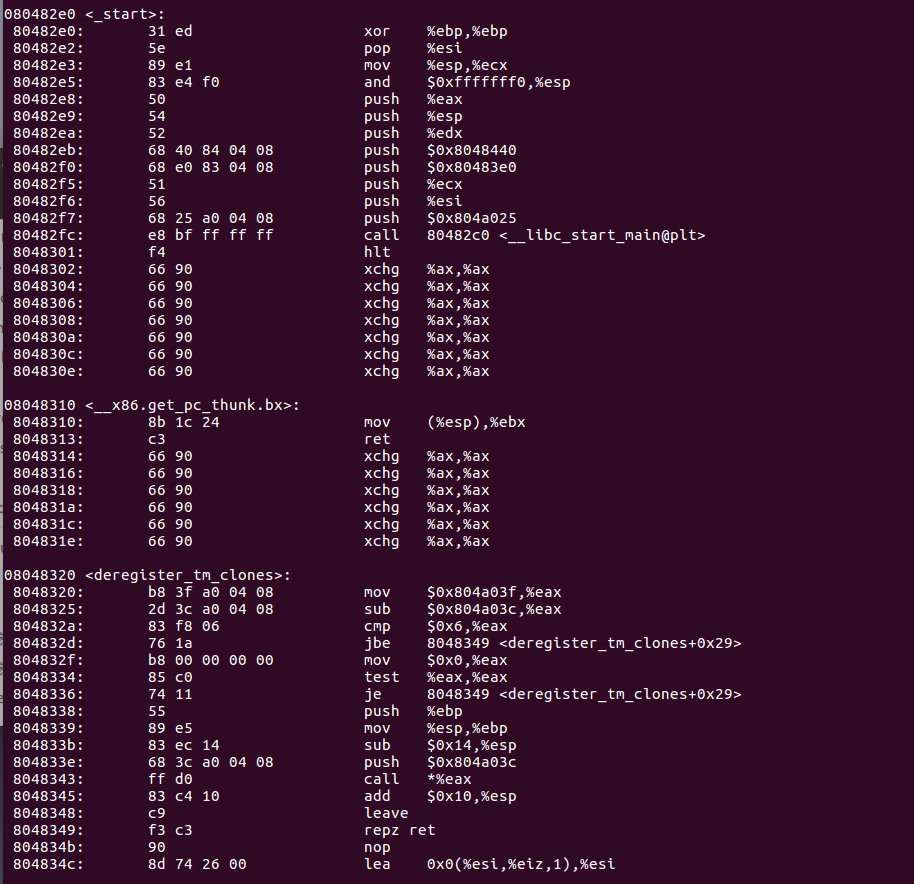 080482e0 <_start>:
80482e0: 31 ed xor %ebp,%ebp
80482e2: 5e pop %esi
80482e3: 89 e1 mov %esp,%ecx
80482e5: 83 e4 f0 and $0xfffffff0,%esp
80482e8: 50 push %eax
80482e9: 54 push %esp
80482ea: 52 push %edx
80482eb: 68 40 84 04 08 push $0x8048440
80482f0: 68 e0 83 04 08 push $0x80483e0
80482f5: 51 push %ecx
80482f6: 56 push %esi
80482f7: 68 25 a0 04 08 push $0x804a025
80482fc: e8 bf ff ff ff call 80482c0 <__libc_start_main@plt>
8048301: f4 hlt
8048302: 66 90 xchg %ax,%ax
8048304: 66 90 xchg %ax,%ax
8048306: 66 90 xchg %ax,%ax
8048308: 66 90 xchg %ax,%ax
804830a: 66 90 xchg %ax,%ax
804830c: 66 90 xchg %ax,%ax
804830e: 66 90 xchg %ax,%ax
08048310 <__x86.get_pc_thunk.bx>:
8048310: 8b 1c 24 mov (%esp),%ebx
8048313: c3 ret
8048314: 66 90 xchg %ax,%ax
8048316: 66 90 xchg %ax,%ax
8048318: 66 90 xchg %ax,%ax
804831a: 66 90 xchg %ax,%ax
804831c: 66 90 xchg %ax,%ax
804831e: 66 90 xchg %ax,%ax
08048320 <deregister_tm_clones>:
8048320: b8 3f a0 04 08 mov $0x804a03f,%eax
8048325: 2d 3c a0 04 08 sub $0x804a03c,%eax
804832a: 83 f8 06 cmp $0x6,%eax
804832d: 76 1a jbe 8048349 <deregister_tm_clones+0x29>
804832f: b8 00 00 00 00 mov $0x0,%eax
8048334: 85 c0 test %eax,%eax
8048336: 74 11 je 8048349 <deregister_tm_clones+0x29>
8048338: 55 push %ebp
8048339: 89 e5 mov %esp,%ebp
804833b: 83 ec 14 sub $0x14,%esp
804833e: 68 3c a0 04 08 push $0x804a03c
8048343: ff d0 call *%eax
8048345: 83 c4 10 add $0x10,%esp
8048348: c9 leave
8048349: f3 c3 repz ret
804834b: 90 nop
804834c: 8d 74 26 00 lea 0x0(%esi,%eiz,1),%esi